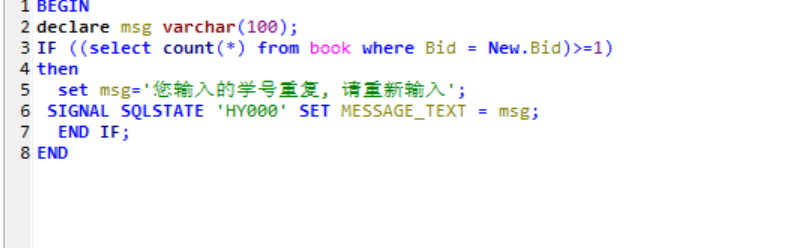 1 BEGIN
2 declare msg varchar(100);
3 IF ((select count(*) from book where Bid = New.Bid)>=1)
4 then
5 set msg='您输入的学号重复, 请重新输入';
6 SIGNAL SQLSTATE 'HY000' SET MESSAGE_TEXT = msg;
7 END IF;
8 END